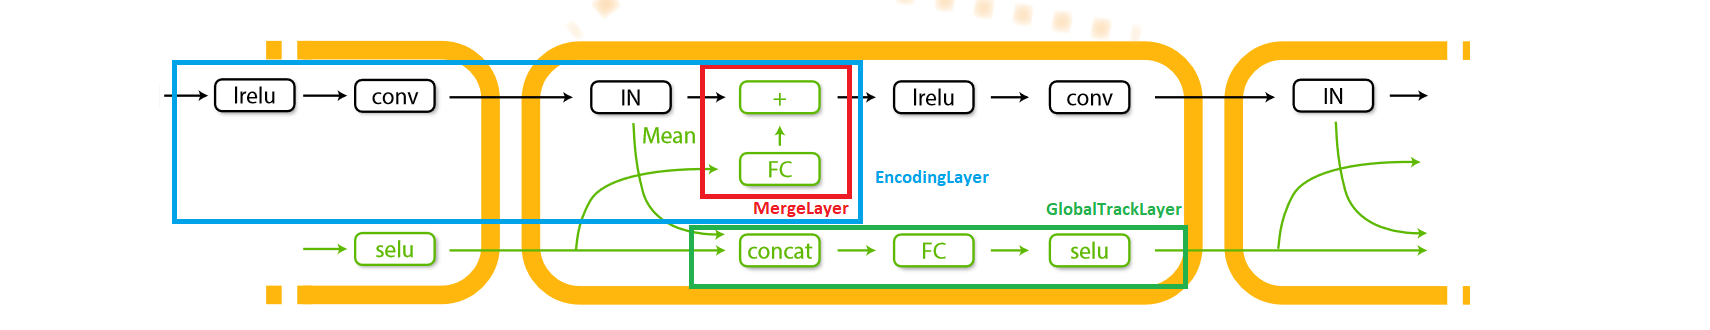 lrelu conv IN + lrelu conv IN
Mean
FC
EncodingLayer
MergeLayer GlobalTrackLayer
selu concat FC selu